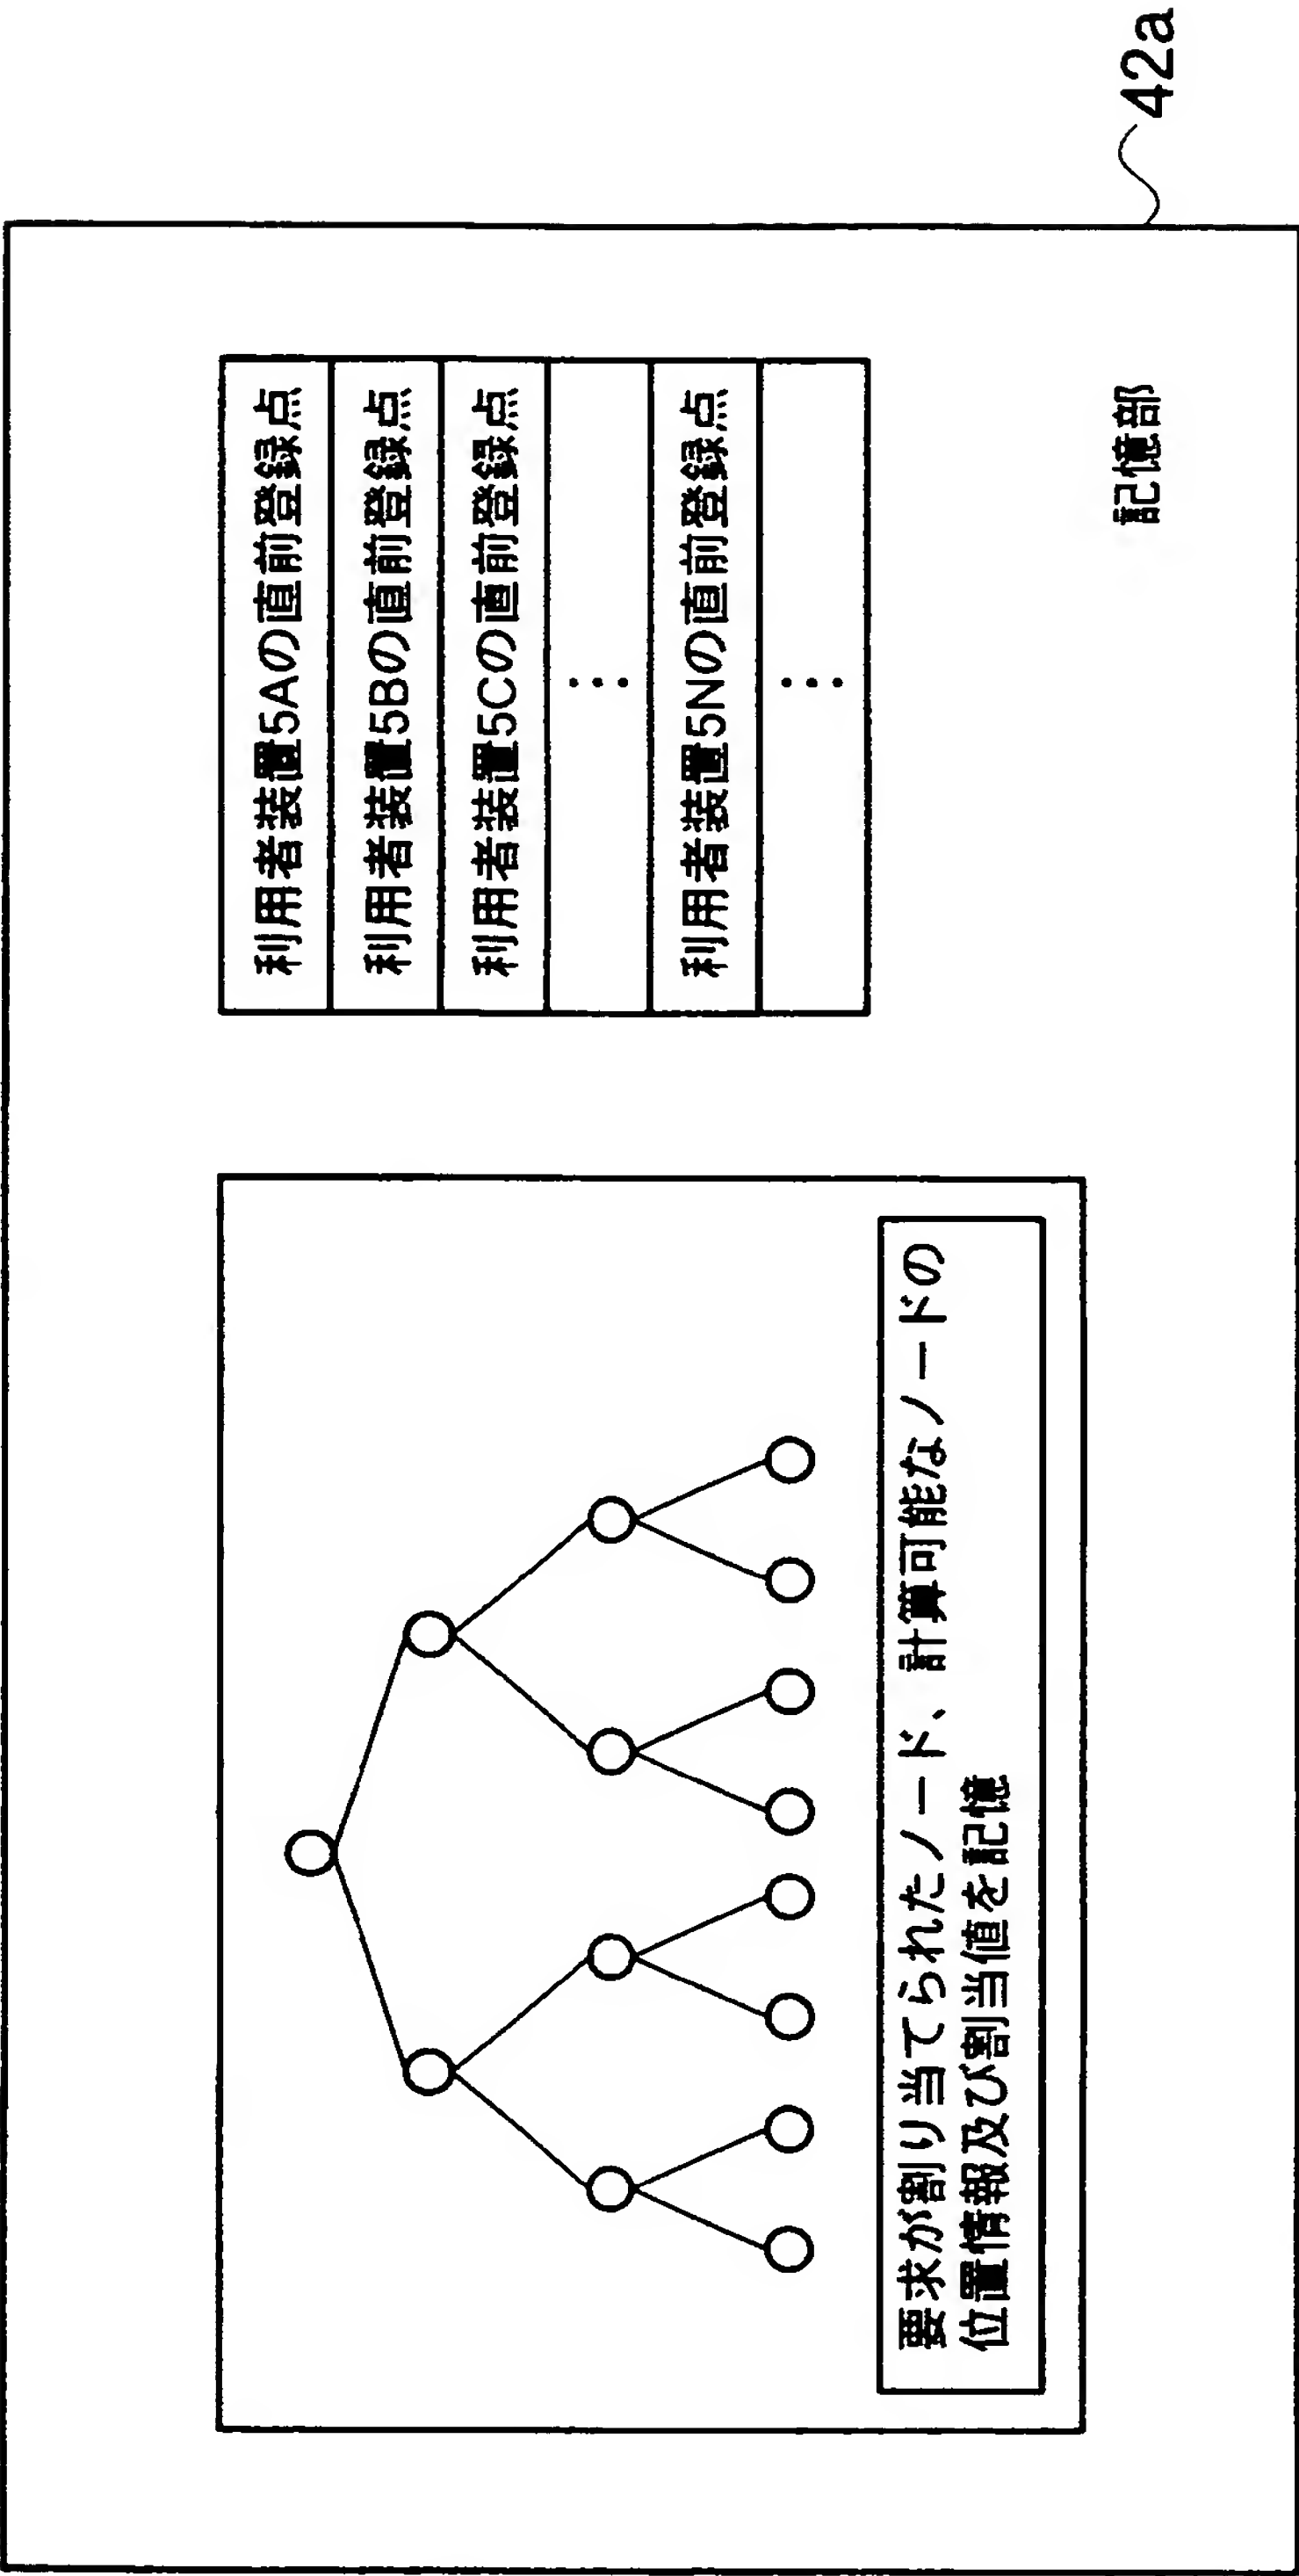 42a
要求が割り当てられたノード、計算可能なノードの
位置情報及び割当値を記憶
利用者装置5Aの直前登録点
利用者装置5Bの直前登録点
利用者装置5Cの直前登録点
⋯
利用者装置5Nの直前登録点
⋯
記憶部